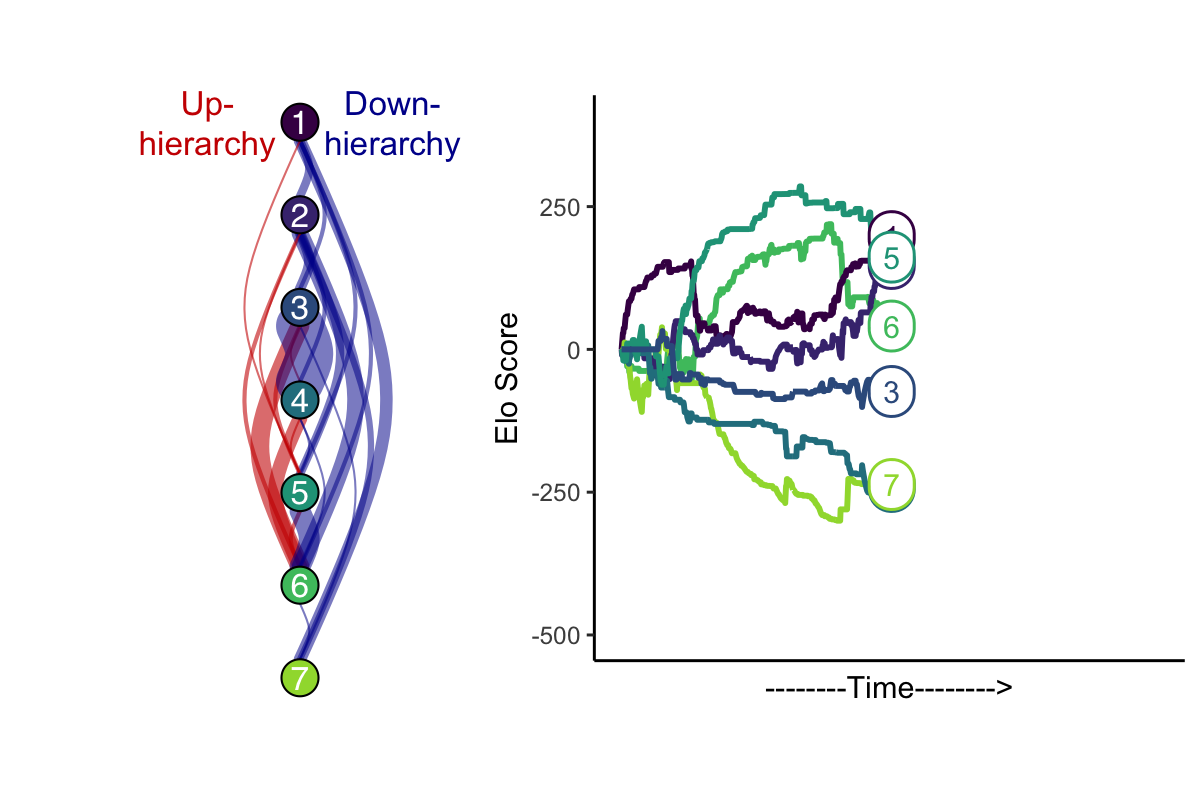 Up-
hierarchy
Down-
hierarchy
1
2
3
4
5
6
7
Elo Score
250
0
-250
-500
5
6
3
7
--------Time-------->